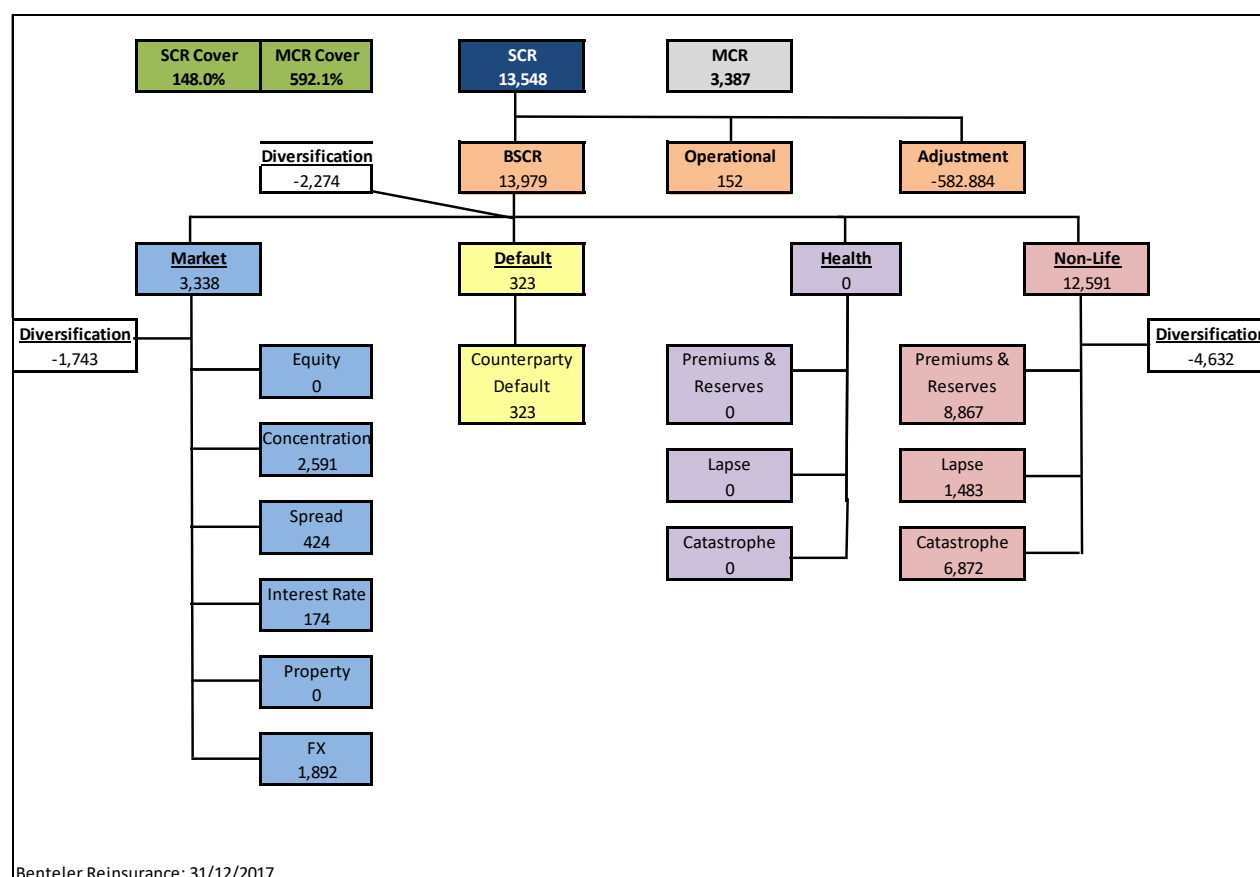 SCR Cover
148.0%
MCR Cover
592.1%
SCR
13,548
MCR
3,387
Diversification
-2,274
BSCR
13,979
Operational
152
Adjustment
-582.884
Market
3,338
Default
323
Health
0
Non-Life
12,591
Diversification
-1,743
Diversification
-4,632
Equity
0
Concentration
2,591
Spread
424
Interest Rate
174
Property
0
FX
1,892
Counterparty
Default
323
Premiums &
Reserves
0
Lapse
0
Catastrophe
0
Premiums &
Reserves
8,867
Lapse
1,483
Catastrophe
6,872
Benteler Reinsurance: 31/12/2017